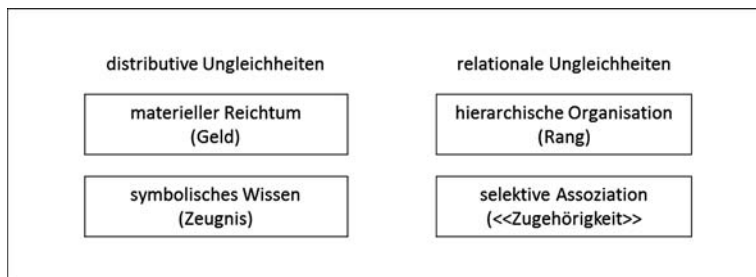 distributive Ungleichheiten
materieller Reichtum
(Geld)
symbolisches Wissen
(Zeugnis)
relationale Ungleichheiten
hierarchische Organisation
(Rang)
selektive Assoziation
(<<Zugehörigkeit>>